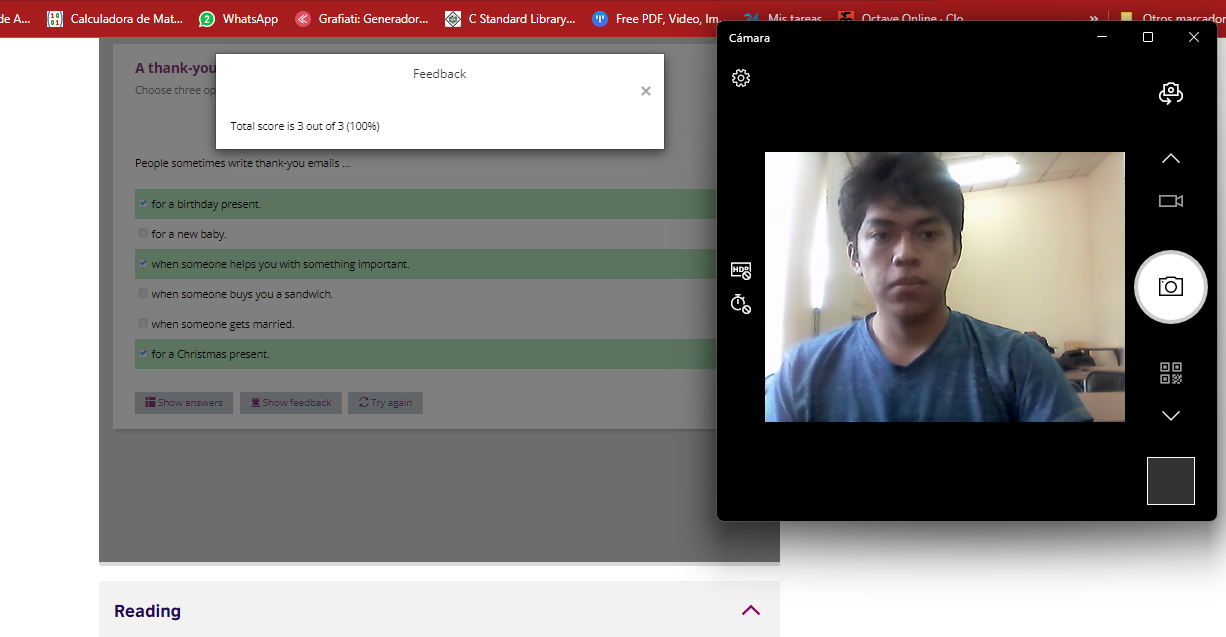 de A...
Calculadora de Mat...
2 WhatsApp
Grafiati: Generador...
C Standard Library...
Free PDF, Video, Im...
Mis tareas
Octave Online · Clo...
»
Otros marcador
Cámara
A thank-you
Choose three op
Feedback
×
Total score is 3 out of 3 (100%)
People sometimes write thank-you emails ...
for a birthday present.
for a new baby.
when someone helps you with something important.
when someone buys you a sandwich.
when someone gets married.
for a Christmas present.
Show answers
Show feedback
Try again
HDR
Reading